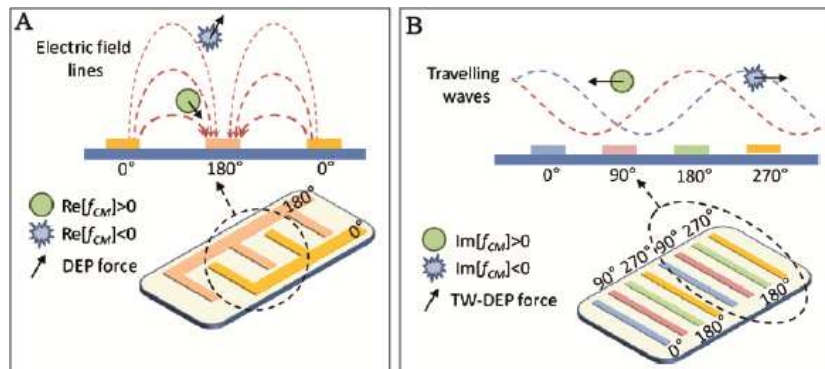 A
Electric field
lines
0°
180°
0°
Re[fCM]>0
Re[fCM]<0
DEP force
180°
0°
B
Travelling
waves
0°
90°
180°
270°
Im[fCM]>0
Im[fCM]<0
TW-DEP force
90°
270°
90°
270°
0°
180°
180°